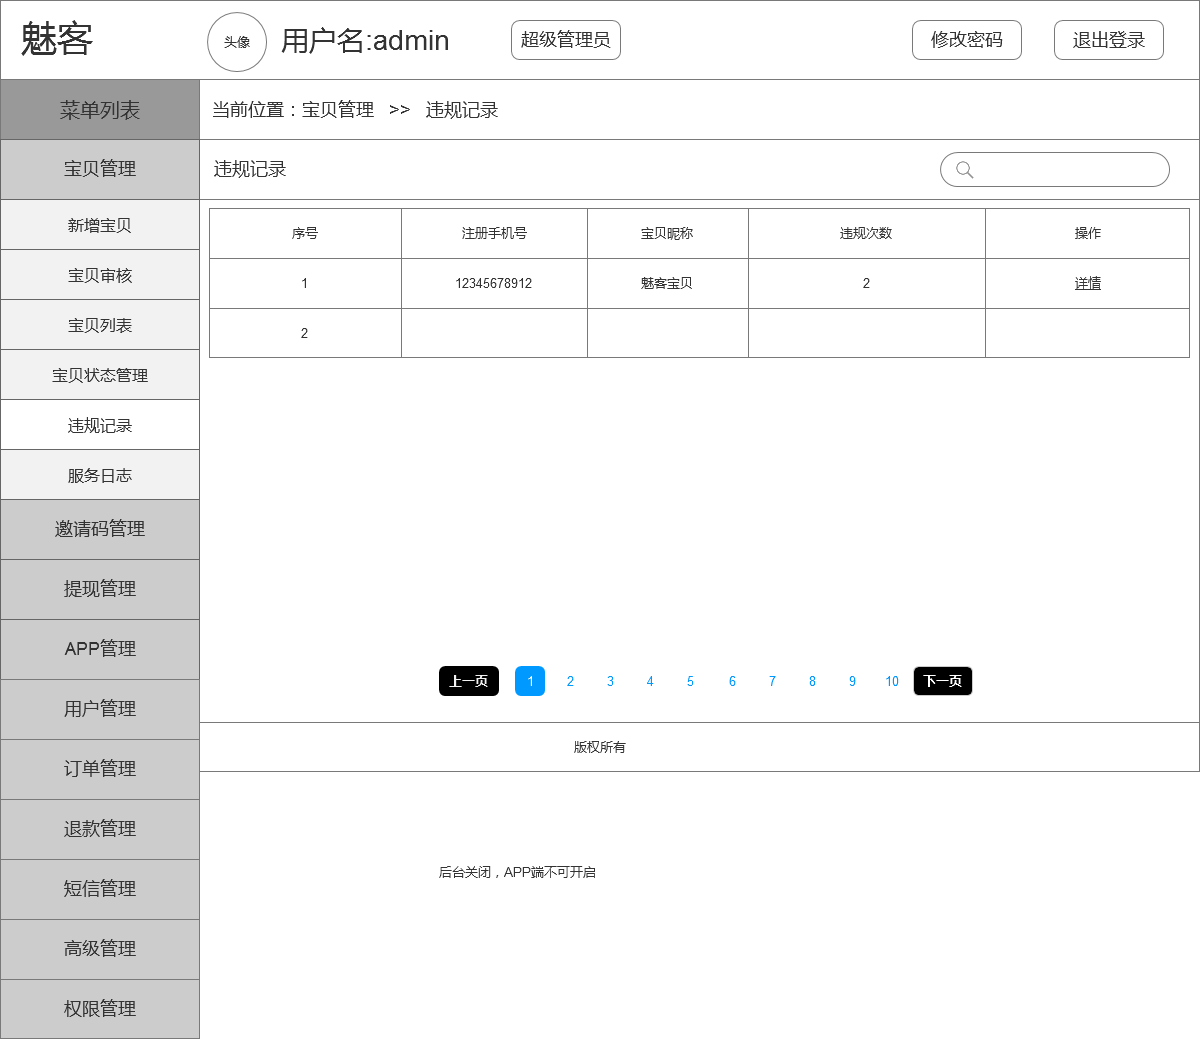 魅客
头像
用户名:admin
超级管理员
修改密码
退出登录
菜单列表
当前位置：宝贝管理 >> 违规记录
宝贝管理
违规记录
新增宝贝
宝贝审核
宝贝列表
宝贝状态管理
违规记录
服务日志
邀请码管理
提现管理
APP管理
用户管理
订单管理
退款管理
短信管理
高级管理
权限管理
序号 注册手机号 宝贝昵称 违规次数 操作
1 12345678912 魅客宝贝 2 详情
2
上一页 1 2 3 4 5 6 7 8 9 10 下一页
版权所有
后台关闭，APP端不可开启